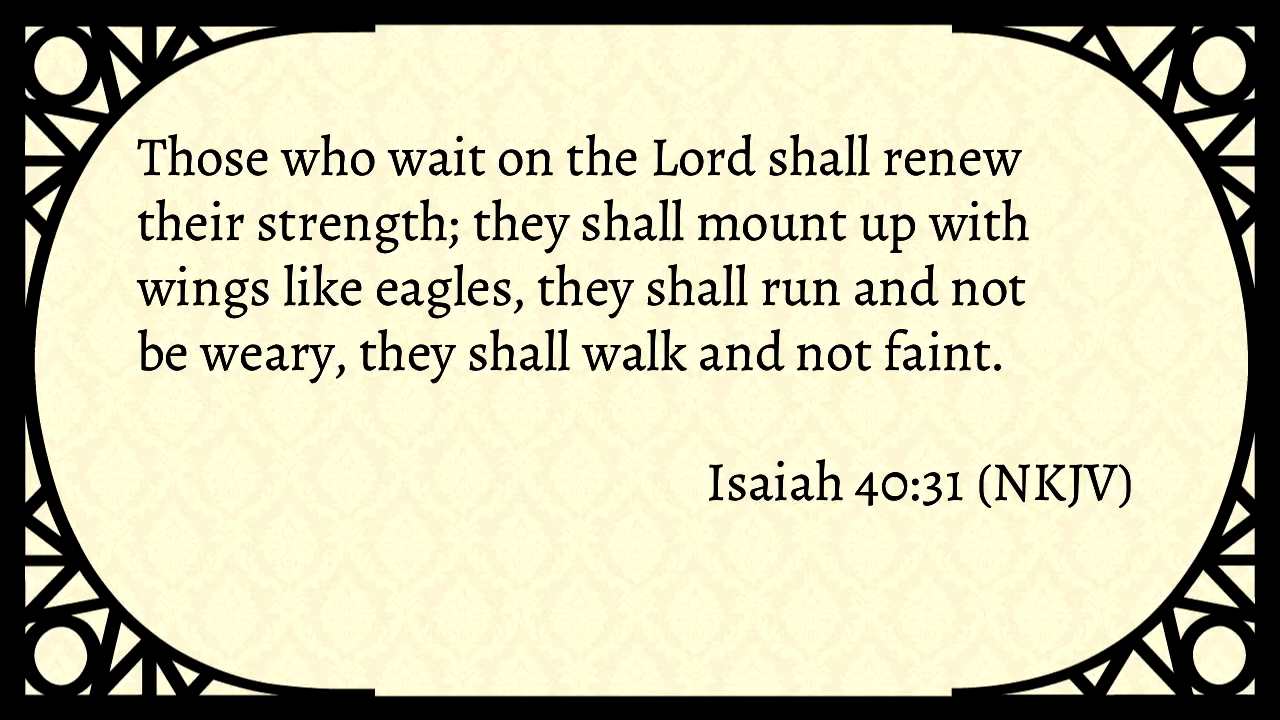 Those who wait on the Lord shall renew
their strength; they shall mount up with
wings like eagles, they shall run and not
be weary, they shall walk and not faint.
Isaiah 40:31 (NKJV)